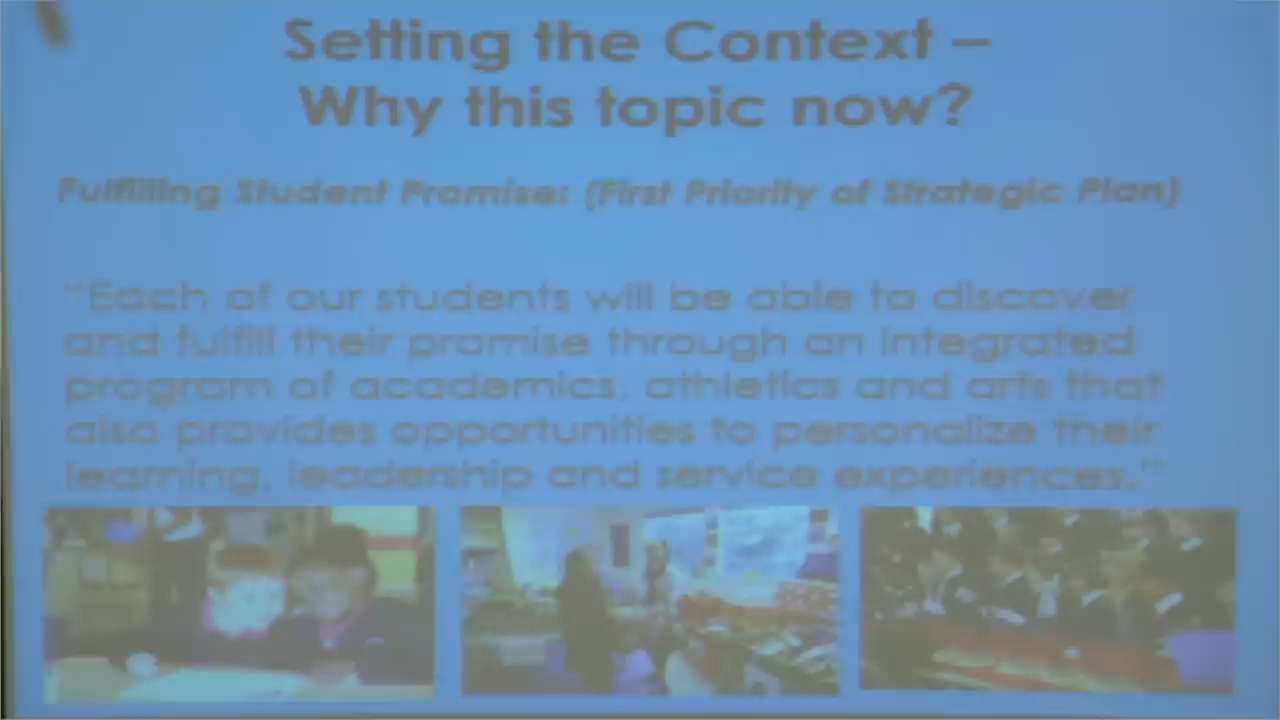 Setting the Context –
Why this topic now?
Fulfilling Student Promise: (First Priority of Strategic Plan)
"Each of our students will be able to discover
and fulfill their promise through an integrated
program of academics, athletics and arts that
also provides opportunities to personalize their
learning, leadership and service experiences."